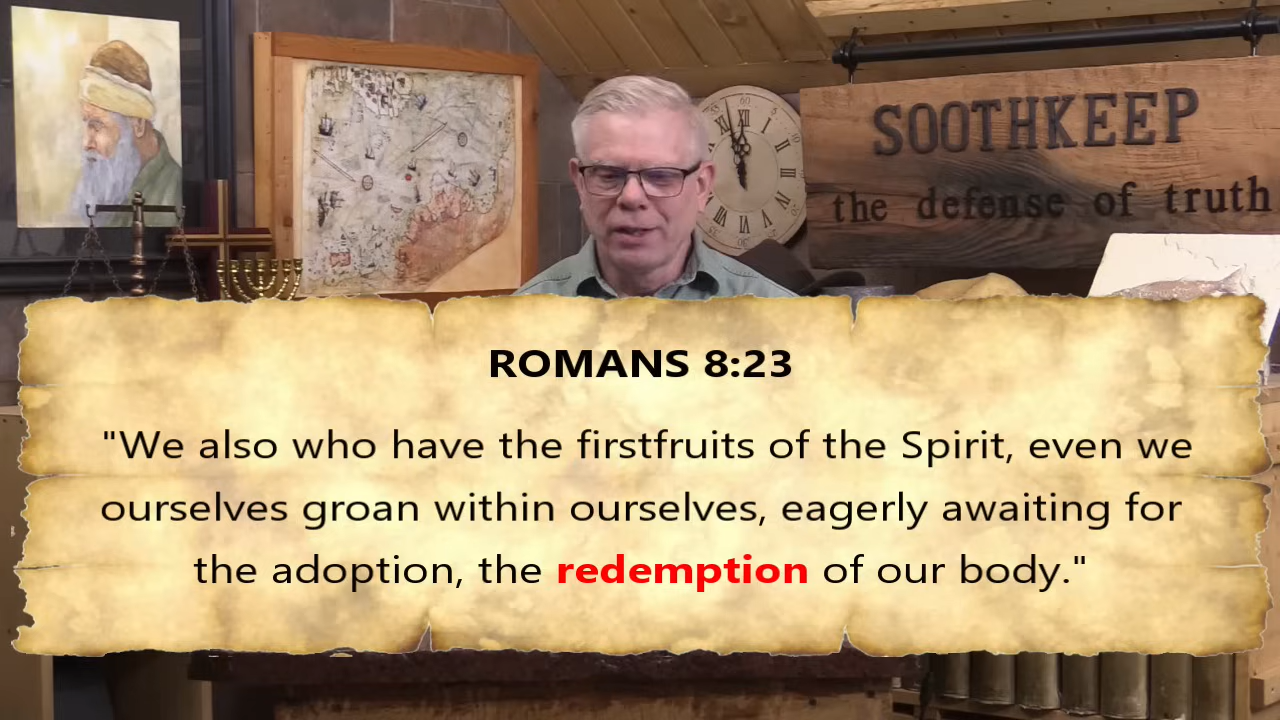 SOOTHKEEP
the defense of truth
ROMANS 8:23
"We also who have the firstfruits of the Spirit, even we
ourselves groan within ourselves, eagerly awaiting for
the adoption, the redemption of our body."